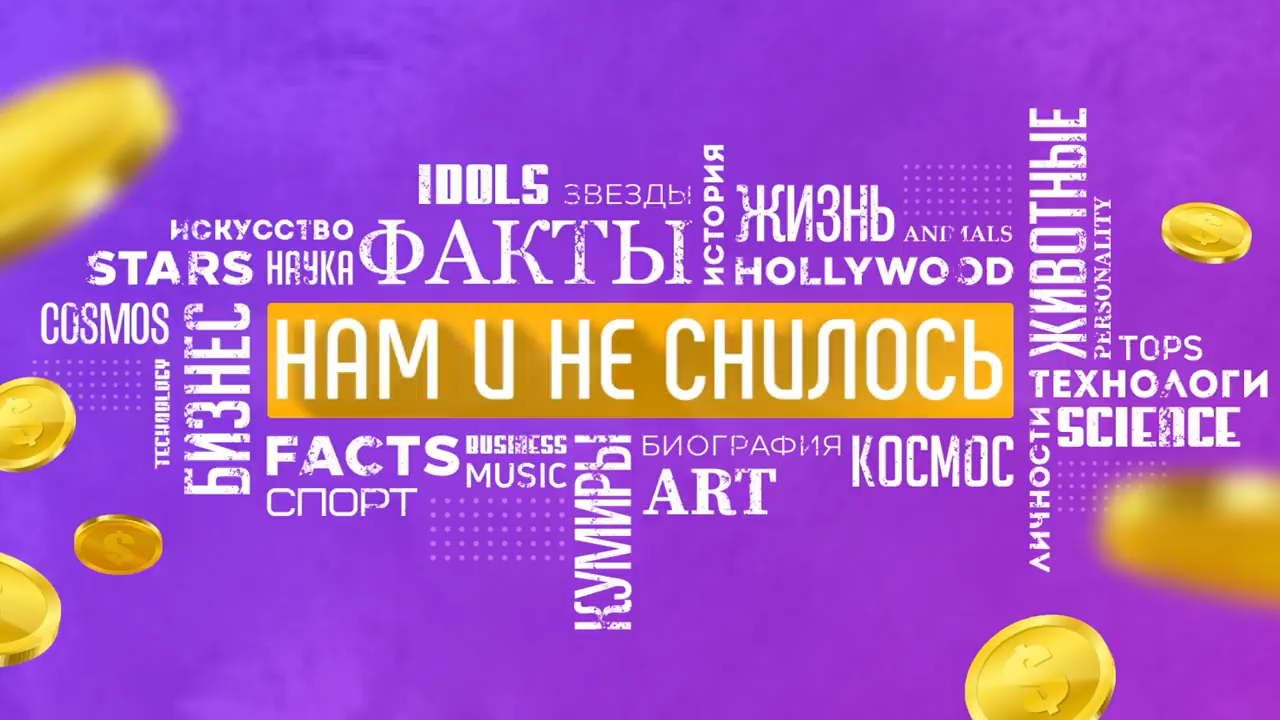 IDOLS
ЗВЕЗДЫ
ИСТОРИЯ
ЖИЗНЬ
ANIMALS
ЖИВОТНЫЕ
PERSONALITY
ИСКУССТВО
STARS
НАУКА
ФАКТЫ
HOLLYWOOD
COSMOS
TECHNOLOGY
БИЗНЕС
НАМ И НЕ СНИЛОСЬ
TOPS
ТЕХНОЛОГИ
SCIENCE
ЛИЧНОСТИ
FACTS
BUSINESS
MUSIC
СПОРТ
КУМИРЫ
БИОГРАФИЯ
ART
КОСМОС